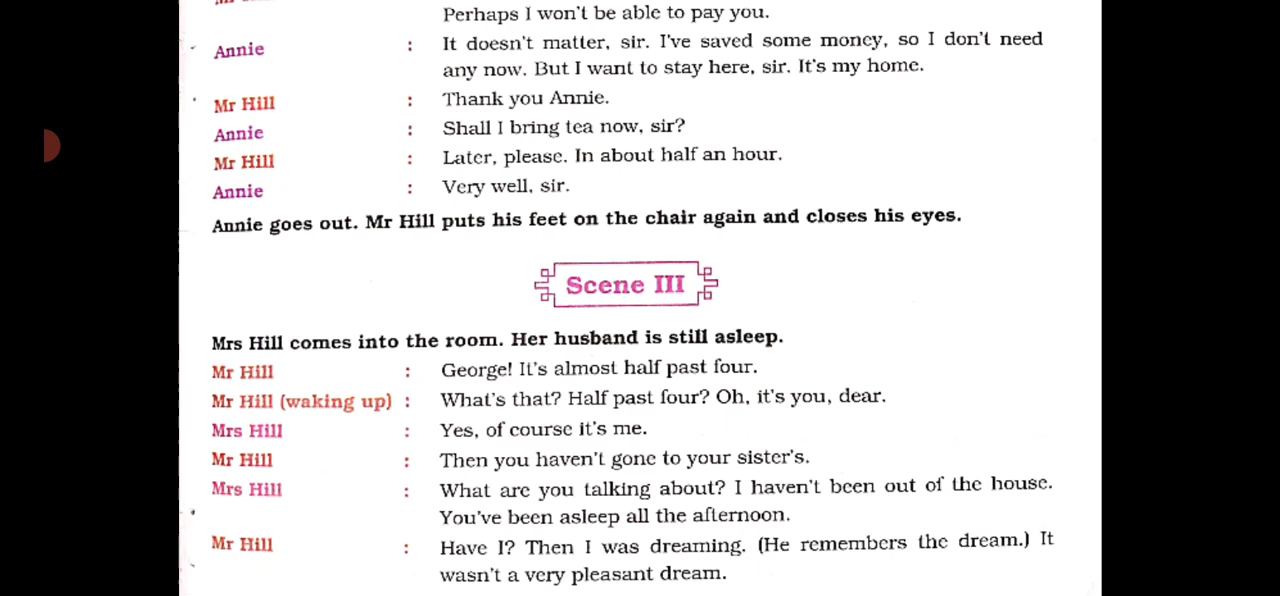 Perhaps I won't be able to pay you.
Annie : It doesn't matter, sir. I've saved some money, so I don't need
any now. But I want to stay here, sir. It's my home.
Mr Hill : Thank you Annie.
Annie : Shall I bring tea now, sir?
Mr Hill : Later, please. In about half an hour.
Annie : Very well, sir.
Annie goes out. Mr Hill puts his feet on the chair again and closes his eyes.
Scene III
Mrs Hill comes into the room. Her husband is still asleep.
Mr Hill : George! It's almost half past four.
Mr Hill (waking up) : What's that? Half past four? Oh, it's you, dear.
Mrs Hill : Yes, of course it's me.
Mr Hill : Then you haven't gone to your sister's.
Mrs Hill : What are you talking about? I haven't been out of the house.
You've been asleep all the afternoon.
Mr Hill : Have I? Then I was dreaming. (He remembers the dream.) It
wasn't a very pleasant dream.